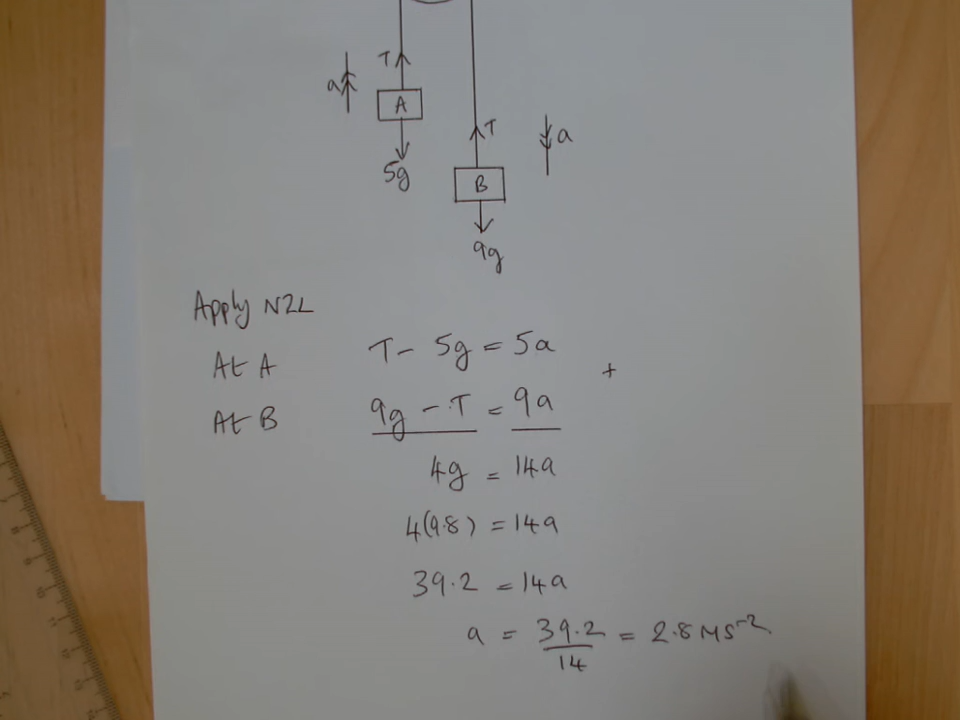 T
a
A
5g
T
a
B
9g
Apply N2L
At A T - 5g = 5a +
At B 9g - T = 9a
4g = 14a
4(9.8) = 14a
39.2 = 14a
a = 39.2/14 = 2.8 Ms⁻²